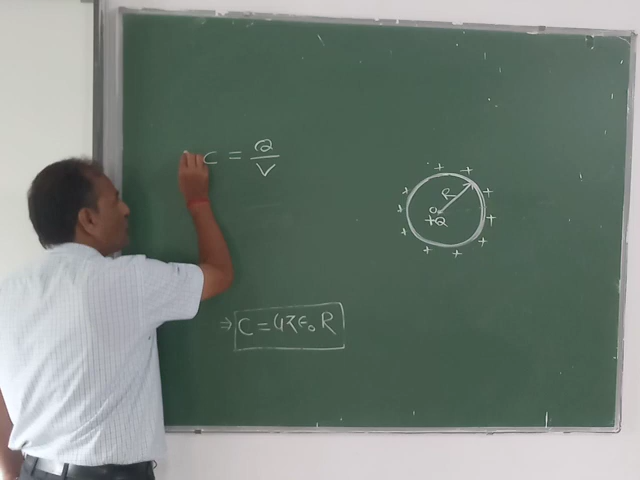 C = Q/V
⇒ C = 4πε₀R
+ +
+ R +
+ O +
+Q
+ +
+ +